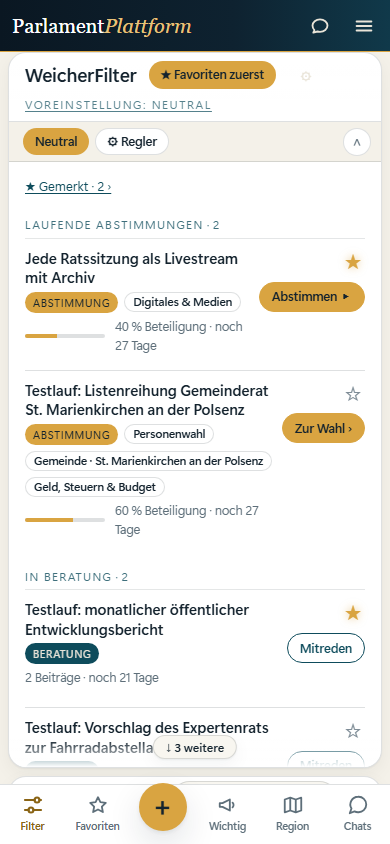 ParlamentPlattform
WeicherFilter ★ Favoriten zuerst
VOREINSTELLUNG: NEUTRAL
Neutral Regler
★ Gemerkt · 2 ›
LAUFENDE ABSTIMMUNGEN · 2
Jede Ratssitzung als Livestream
mit Archiv
ABSTIMMUNG Digitales & Medien
Abstimmen ▸
40 % Beteiligung · noch
27 Tage
Testlauf: Listenreihung Gemeinderat
St. Marienkirchen an der Polsenz
ABSTIMMUNG Personenwahl
Zur Wahl ›
Gemeinde · St. Marienkirchen an der Polsenz
Geld, Steuern & Budget
60 % Beteiligung · noch 27
Tage
IN BERATUNG · 2
Testlauf: monatlicher öffentlicher
Entwicklungsbericht
BERATUNG
Mitreden
2 Beiträge · noch 21 Tage
Testlauf: Vorschlag des Expertenrats
zur Fahrradabstella
↓ 3 weitere
Mitreden
Filter Favoriten + Wichtig Region Chats